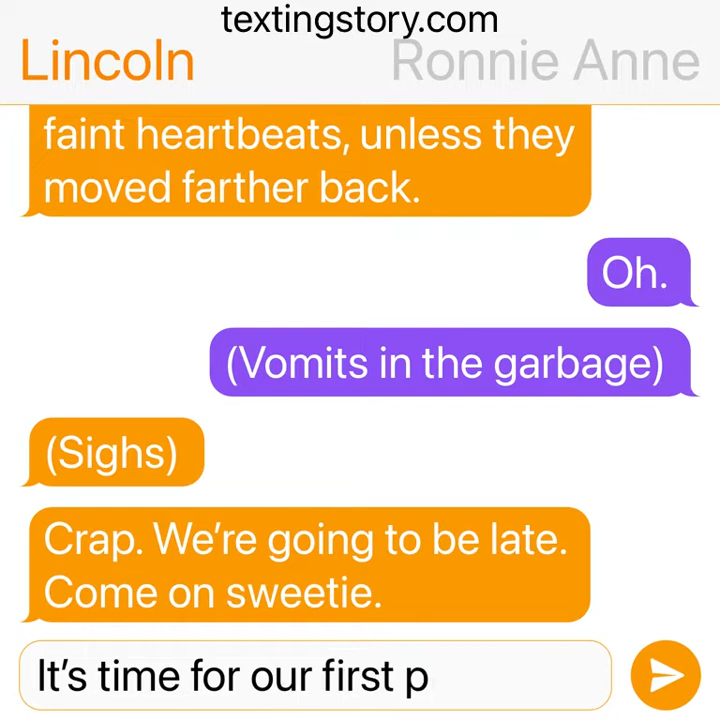 textingstory.com
Lincoln
Ronnie Anne
faint heartbeats, unless they
moved farther back.
Oh.
(Vomits in the garbage)
(Sighs)
Crap. We’re going to be late.
Come on sweetie.
It’s time for our first p